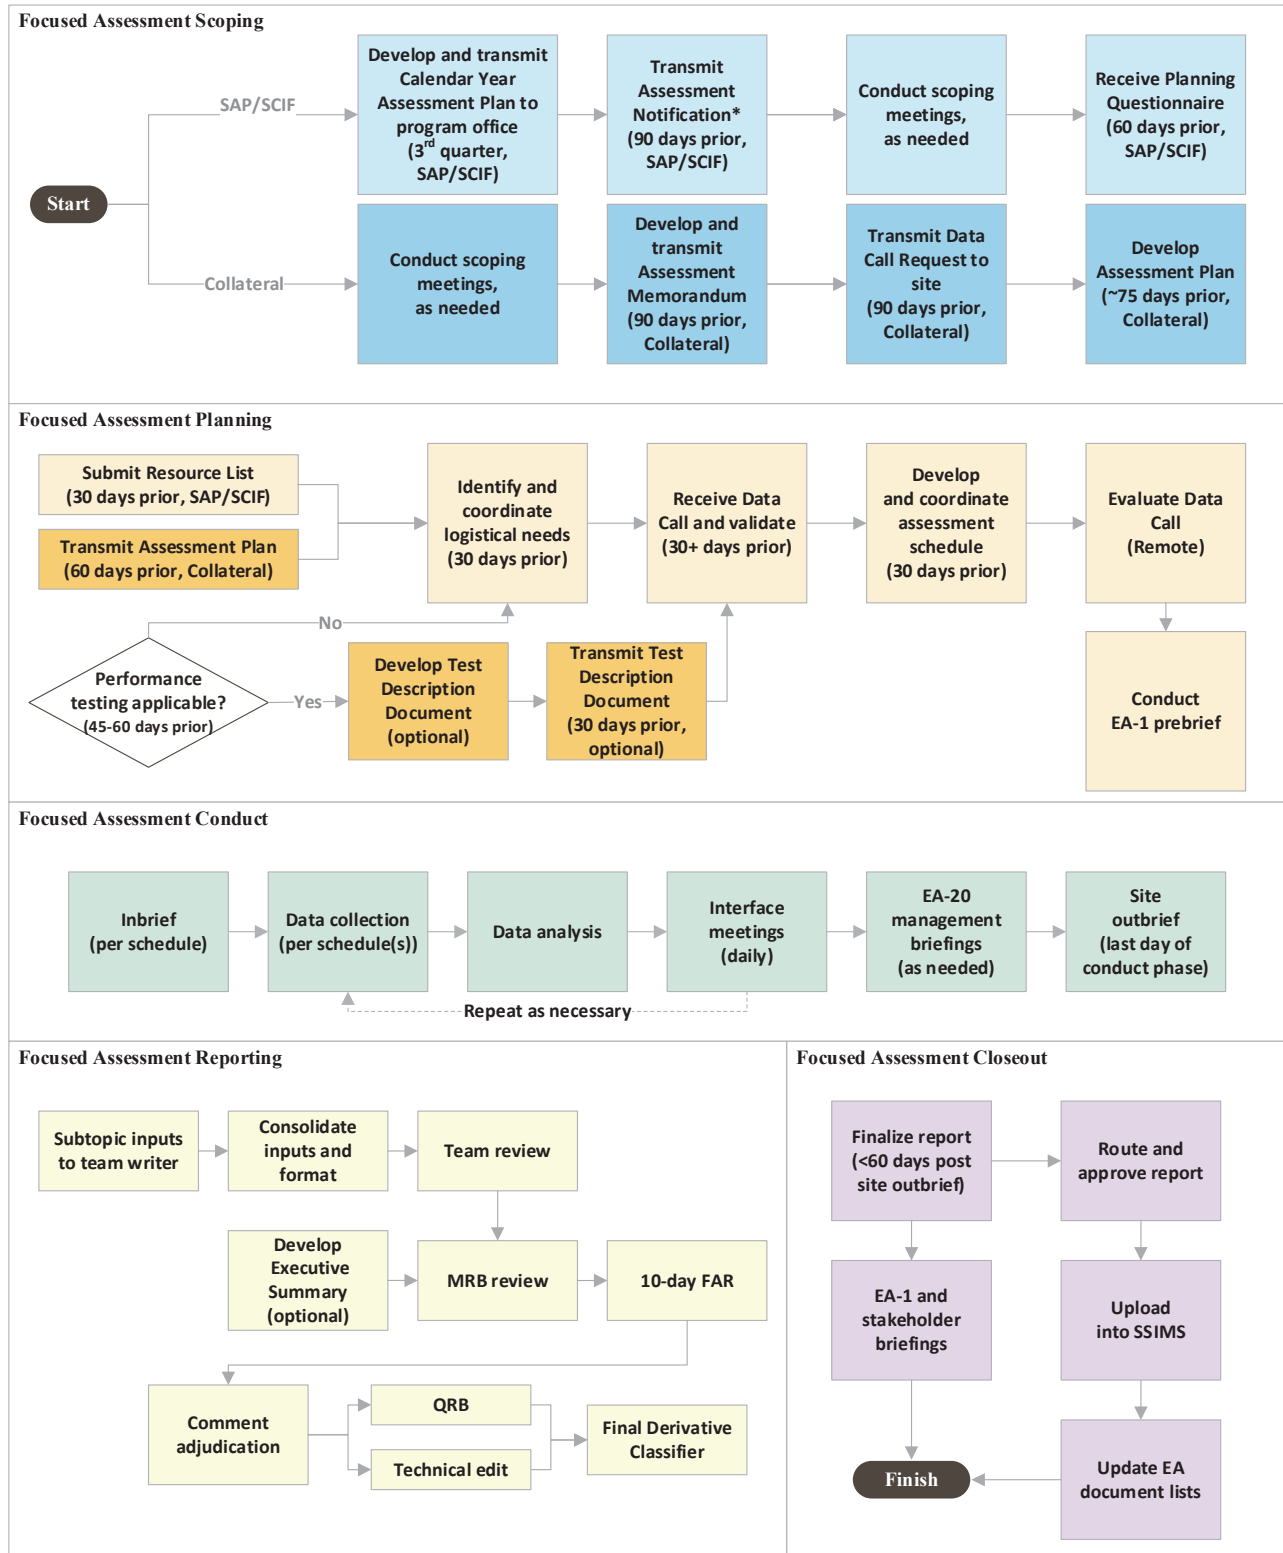 Focused Assessment Scoping
SAP/SCIF
Develop and transmit
Calendar Year
Assessment Plan to
program office
(3rd quarter,
SAP/SCIF)
Transmit
Assessment
Notification*
(90 days prior,
SAP/SCIF)
Conduct scoping
meetings,
as needed
Receive Planning
Questionnaire
(60 days prior,
SAP/SCIF)
Start
Collateral
Conduct scoping
meetings,
as needed
Develop and
transmit
Assessment
Memorandum
(90 days prior,
Collateral)
Transmit Data
Call Request to
site
(90 days prior,
Collateral)
Develop
Assessment Plan
(~75 days prior,
Collateral)
Focused Assessment Planning
Submit Resource List
(30 days prior, SAP/SCIF)
Transmit Assessment Plan
(60 days prior, Collateral)
Identify and
coordinate
logistical needs
(30 days prior)
Receive Data
Call and validate
(30+ days prior)
Develop
and coordinate
assessment
schedule
(30 days prior)
Evaluate Data
Call
(Remote)
No
Performance
testing applicable?
(45-60 days prior)
Yes
Develop Test
Description
Document
(optional)
Transmit Test
Description
Document
(30 days prior,
optional)
Conduct
EA-1 prebrief
Focused Assessment Conduct
Inbrief
(per schedule)
Data collection
(per schedule(s))
Data analysis
Interface
meetings
(daily)
EA-20
management
briefings
(as needed)
Site
outbrief
(last day of
conduct phase)
Repeat as necessary
Focused Assessment Reporting
Subtopic inputs
to team writer
Consolidate
inputs and
format
Team review
Develop
Executive
Summary
(optional)
MRB review
10-day FAR
Comment
adjudication
QRB
Technical edit
Final Derivative
Classifier
Focused Assessment Closeout
Finalize report
(<60 days post
site outbrief)
Route and
approve report
EA-1 and
stakeholder
briefings
Upload
into SSIMS
Finish
Update EA
document lists